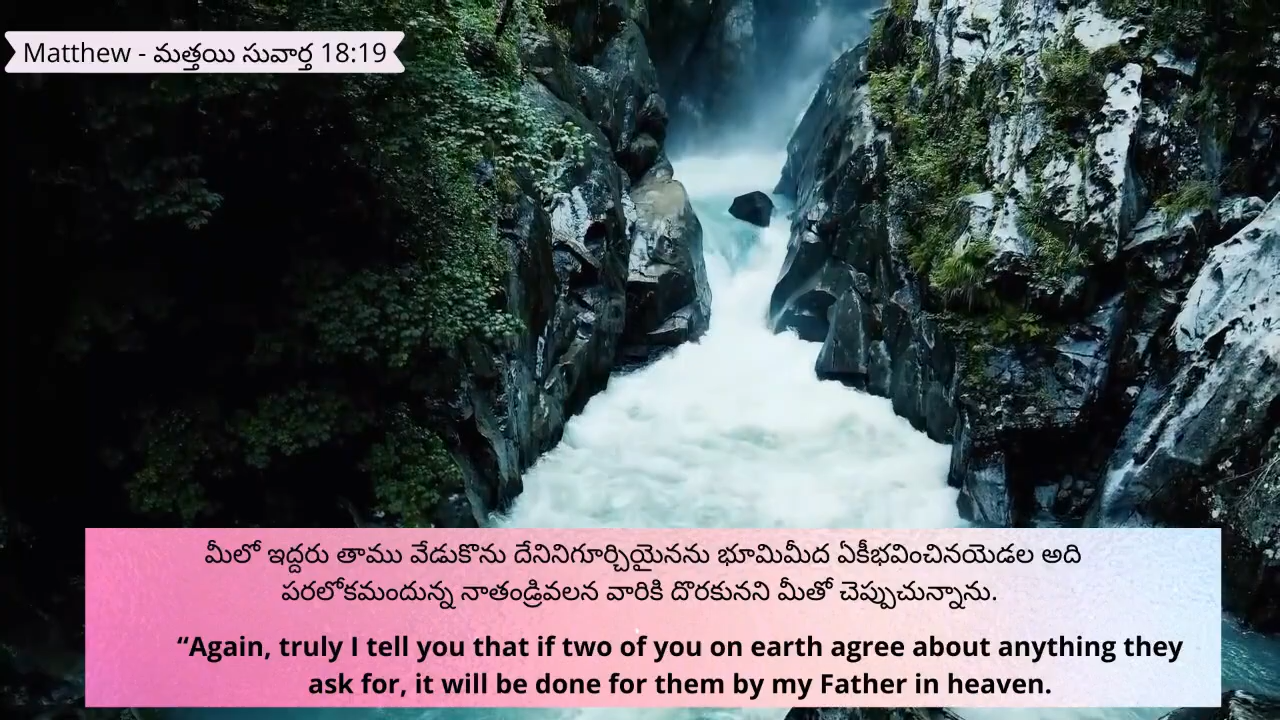 Matthew - మత్తయి సువార్త 18:19
మీలో ఇద్దరు తాము వేడుకొను దేనినిగూర్చియైనను భూమిమీద ఏకీభవించినయెడల అది
పరలోకమందున్న నాతండ్రివలన వారికి దొరకునని మీతో చెప్పుచున్నాను.
“Again, truly I tell you that if two of you on earth agree about anything they
ask for, it will be done for them by my Father in heaven.